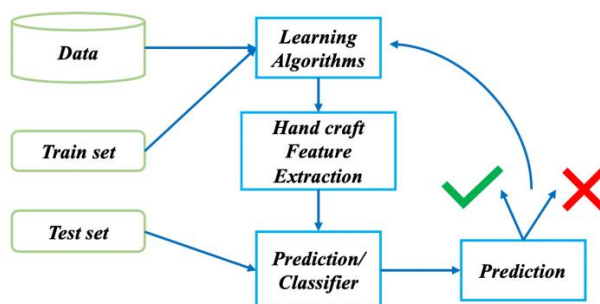 Data
Learning
Algorithms
Train set
Hand craft
Feature
Extraction
Test set
Prediction/
Classifier
Prediction